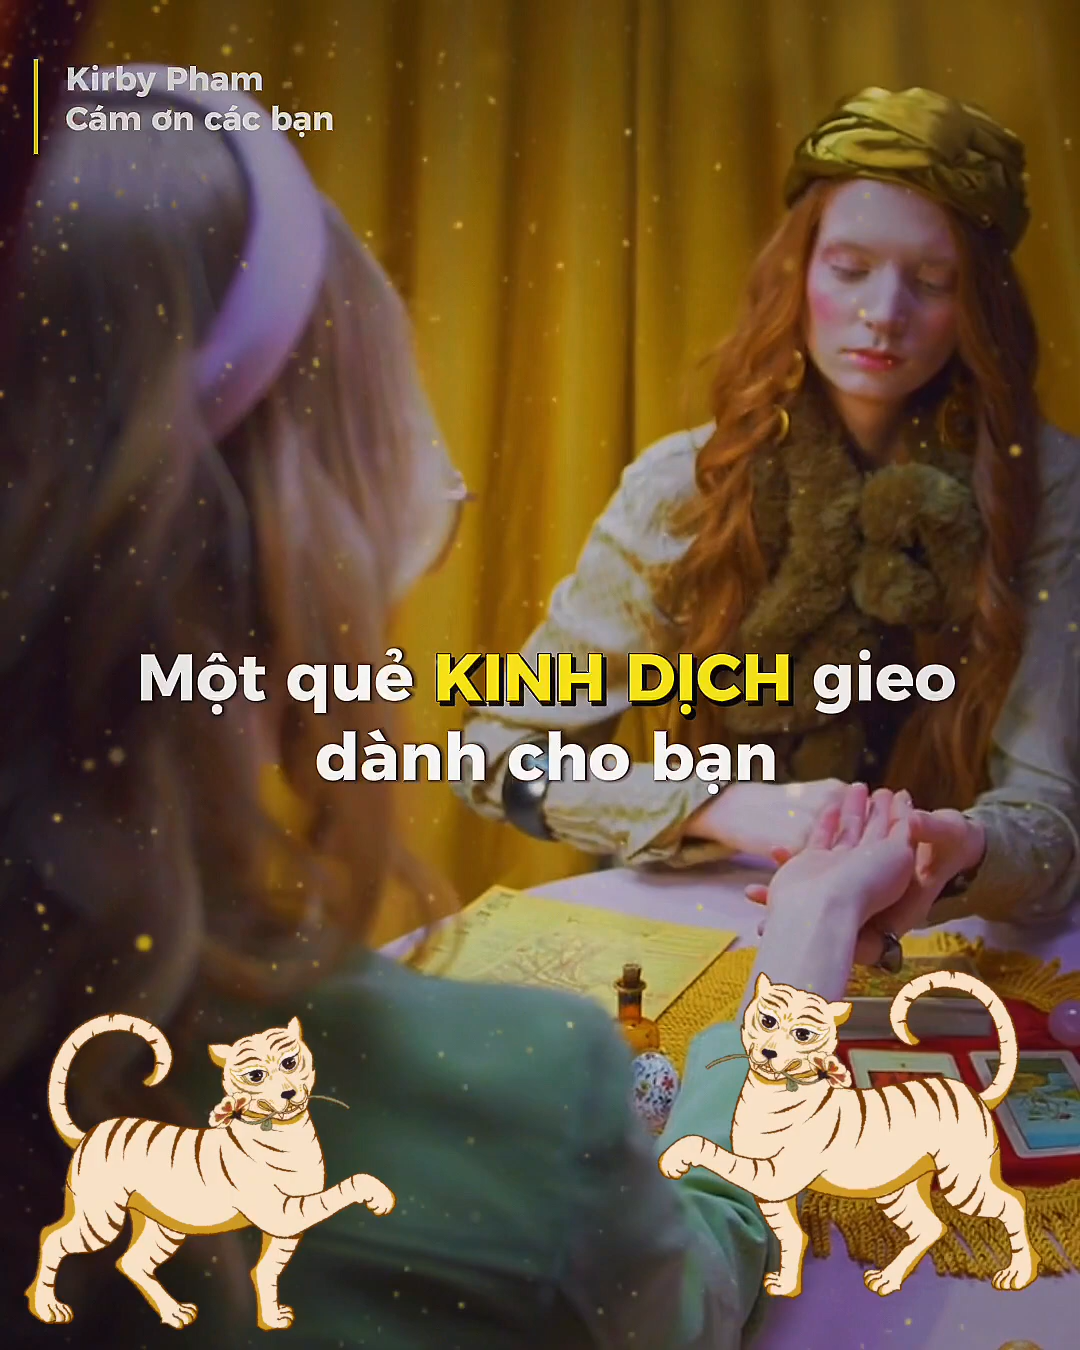 Kirby Pham
Cám ơn các bạn
Một quẻ KINH DỊCH gieo
dành cho bạn